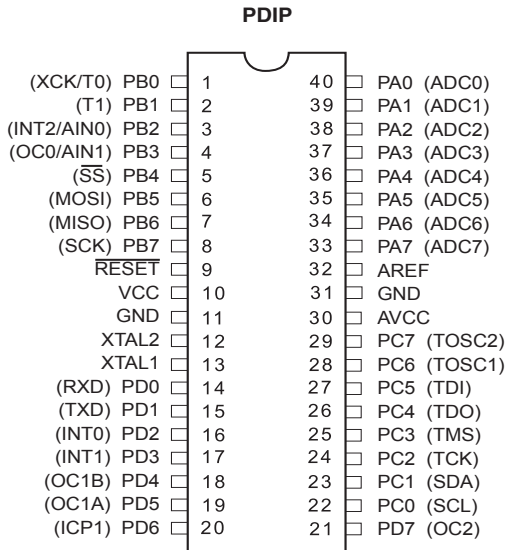 PDIP
(XCK/T0) PB0 1 40 PA0 (ADC0)
(T1) PB1 2 39 PA1 (ADC1)
(INT2/AIN0) PB2 3 38 PA2 (ADC2)
(OC0/AIN1) PB3 4 37 PA3 (ADC3)
(SS) PB4 5 36 PA4 (ADC4)
(MOSI) PB5 6 35 PA5 (ADC5)
(MISO) PB6 7 34 PA6 (ADC6)
(SCK) PB7 8 33 PA7 (ADC7)
RESET 9 32 AREF
VCC 10 31 GND
GND 11 30 AVCC
XTAL2 12 29 PC7 (TOSC2)
XTAL1 13 28 PC6 (TOSC1)
(RXD) PD0 14 27 PC5 (TDI)
(TXD) PD1 15 26 PC4 (TDO)
(INT0) PD2 16 25 PC3 (TMS)
(INT1) PD3 17 24 PC2 (TCK)
(OC1B) PD4 18 23 PC1 (SDA)
(OC1A) PD5 19 22 PC0 (SCL)
(ICP1) PD6 20 21 PD7 (OC2)